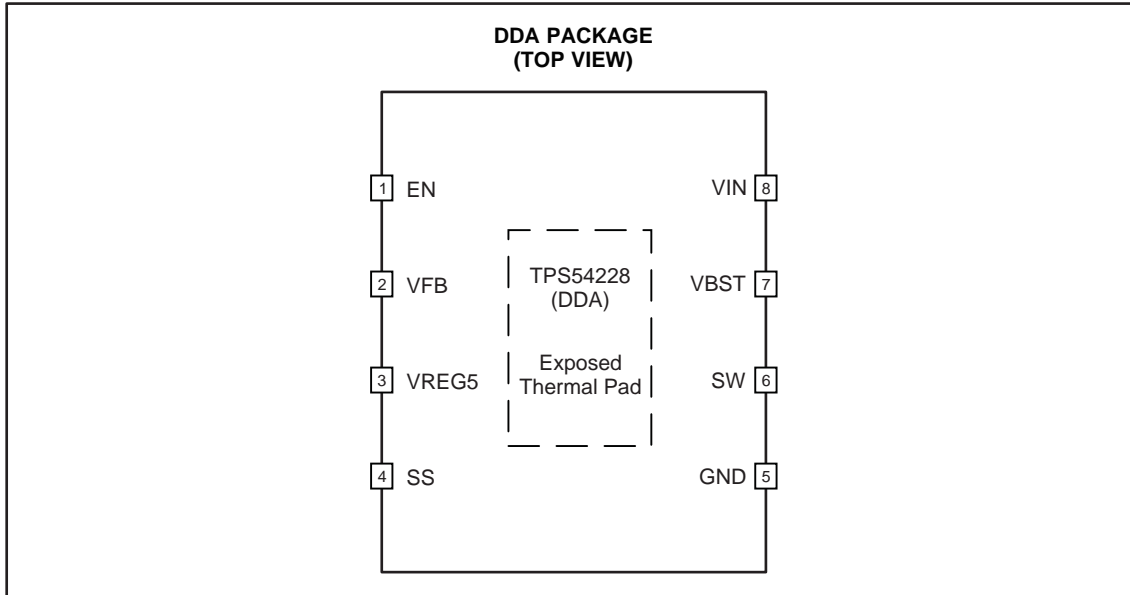 DDA PACKAGE
(TOP VIEW)
1 EN
VIN 8
2 VFB
TPS54228
(DDA)
VBST 7
3 VREG5
Exposed
Thermal Pad
SW 6
4 SS
GND 5